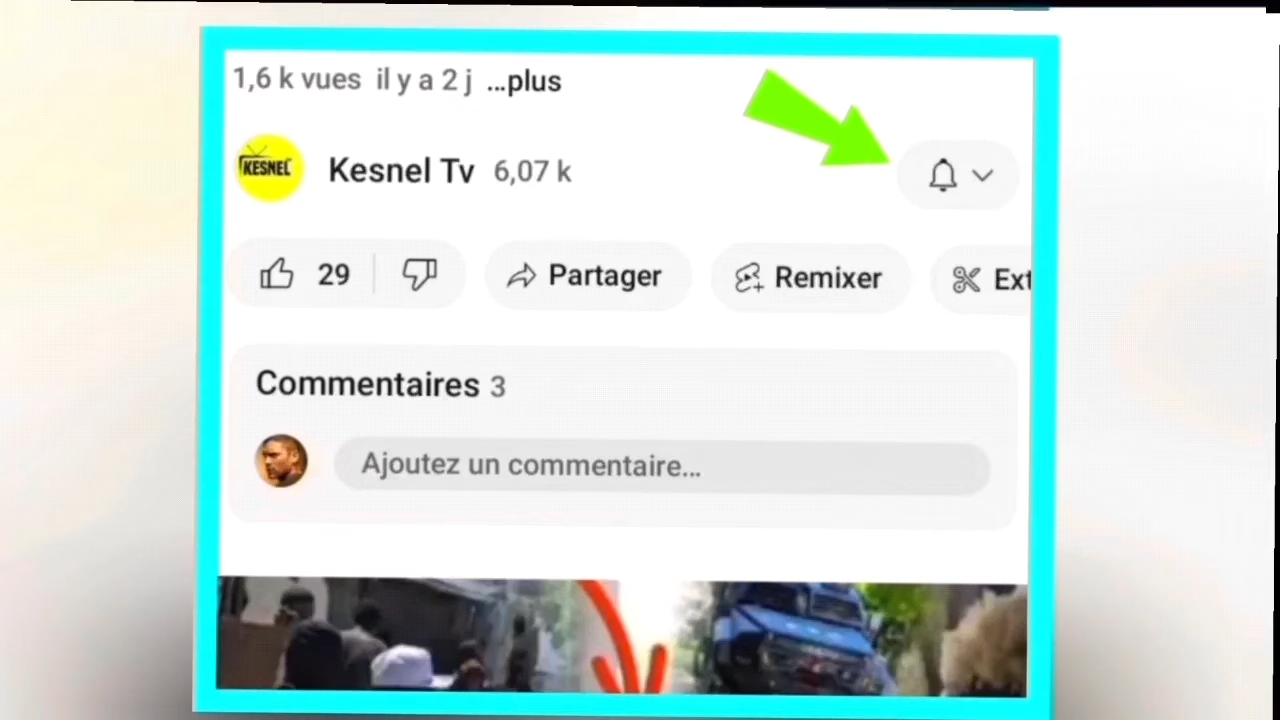 1,6 k vues il y a 2 j ...plus
KESNEL
Kesnel Tv 6,07 k
29 Partager Remixer Ext
Commentaires 3
Ajoutez un commentaire...